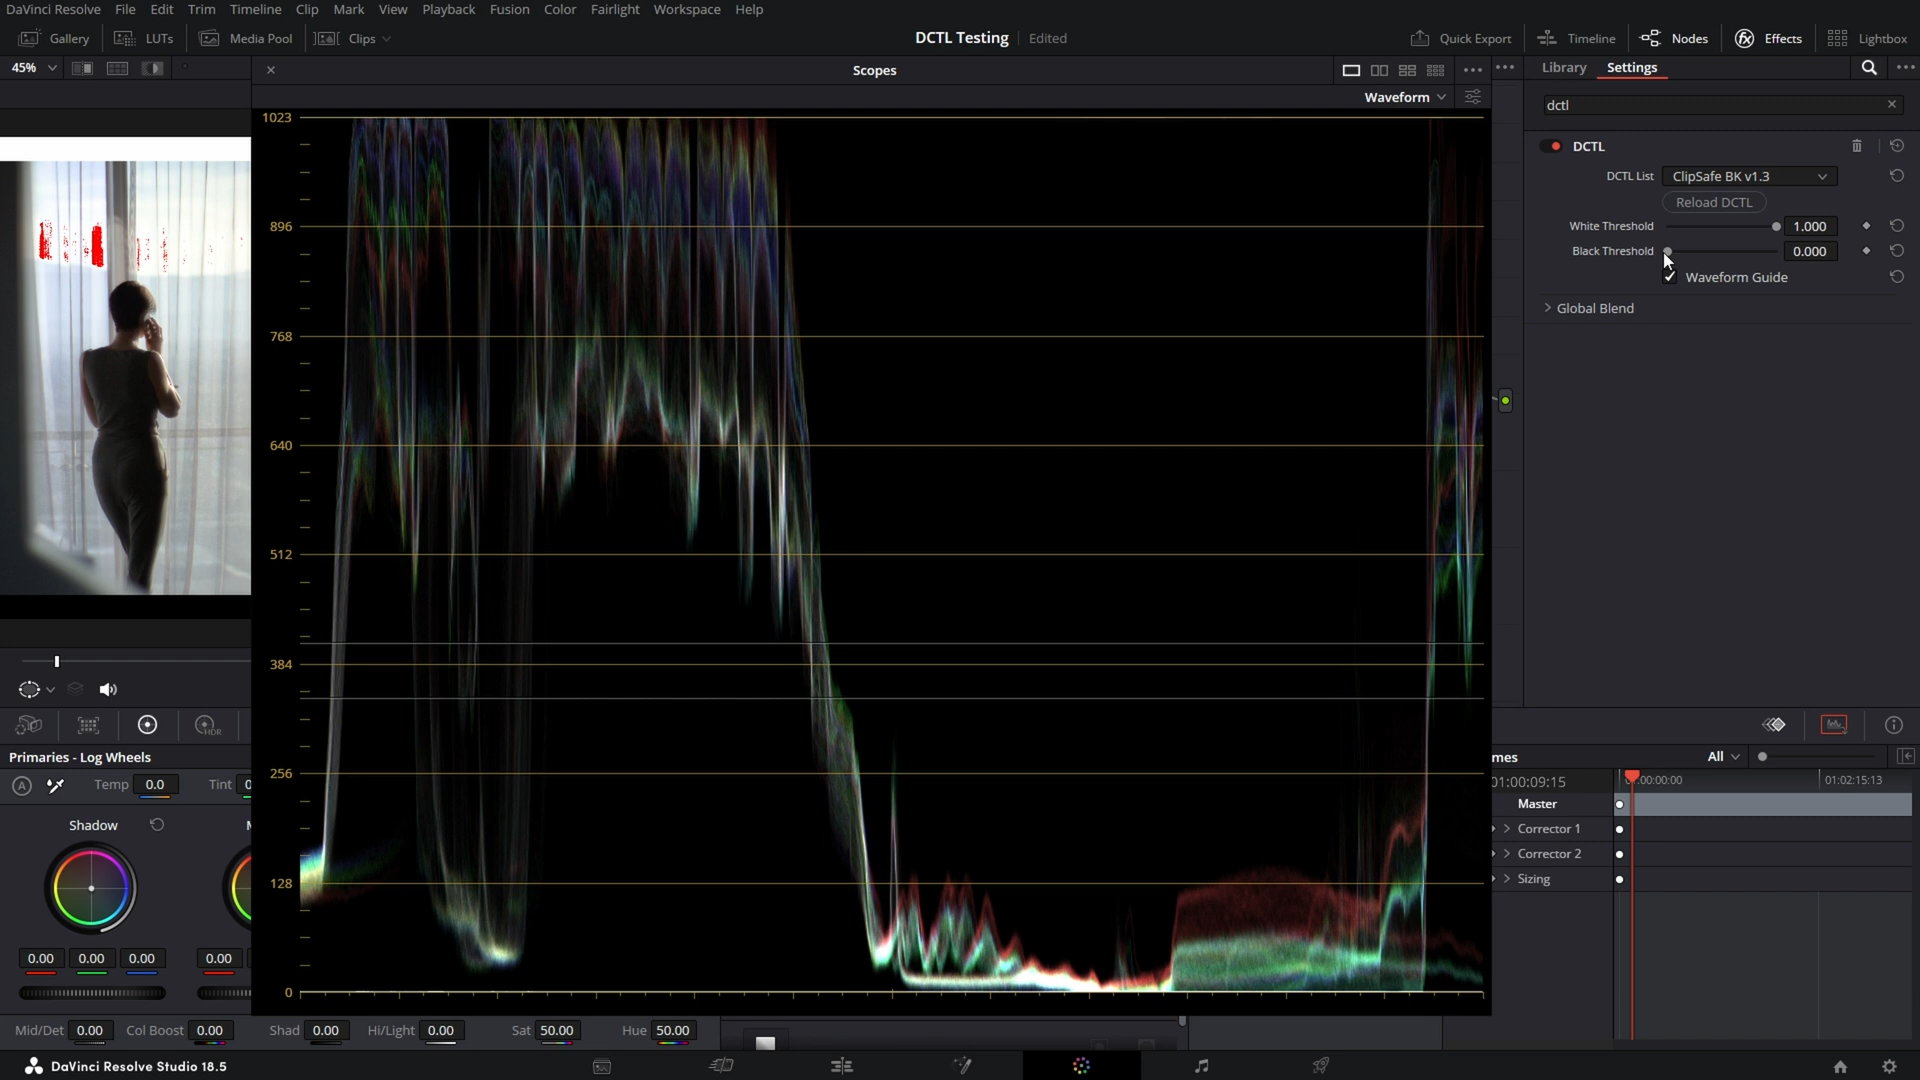 DaVinci Resolve File Edit Trim Timeline Clip Mark View Playback Fusion Color Fairlight Workspace Help
Gallery LUTs Media Pool Clips DCTL Testing Edited Quick Export Timeline Nodes Effects Lightbox
45% Scopes Library Settings
Waveform
dctl
1023
DCTL
DCTL List ClipSafe BK v1.3
Reload DCTL
896 White Threshold 1.000
Black Threshold 0.000
Waveform Guide
Global Blend
768
640
512
384
HDR
Primaries - Log Wheels mes All
256 01:00:09:15 :00:00:00 01:02:15:13
A Temp 0.0 Tint 0
Master
Shadow Corrector 1
Corrector 2
128 Sizing
0.00 0.00 0.00 0.00
0
Mid/Det 0.00 Col Boost 0.00 Shad 0.00 Hi/Light 0.00 Sat 50.00 Hue 50.00
DaVinci Resolve Studio 18.5